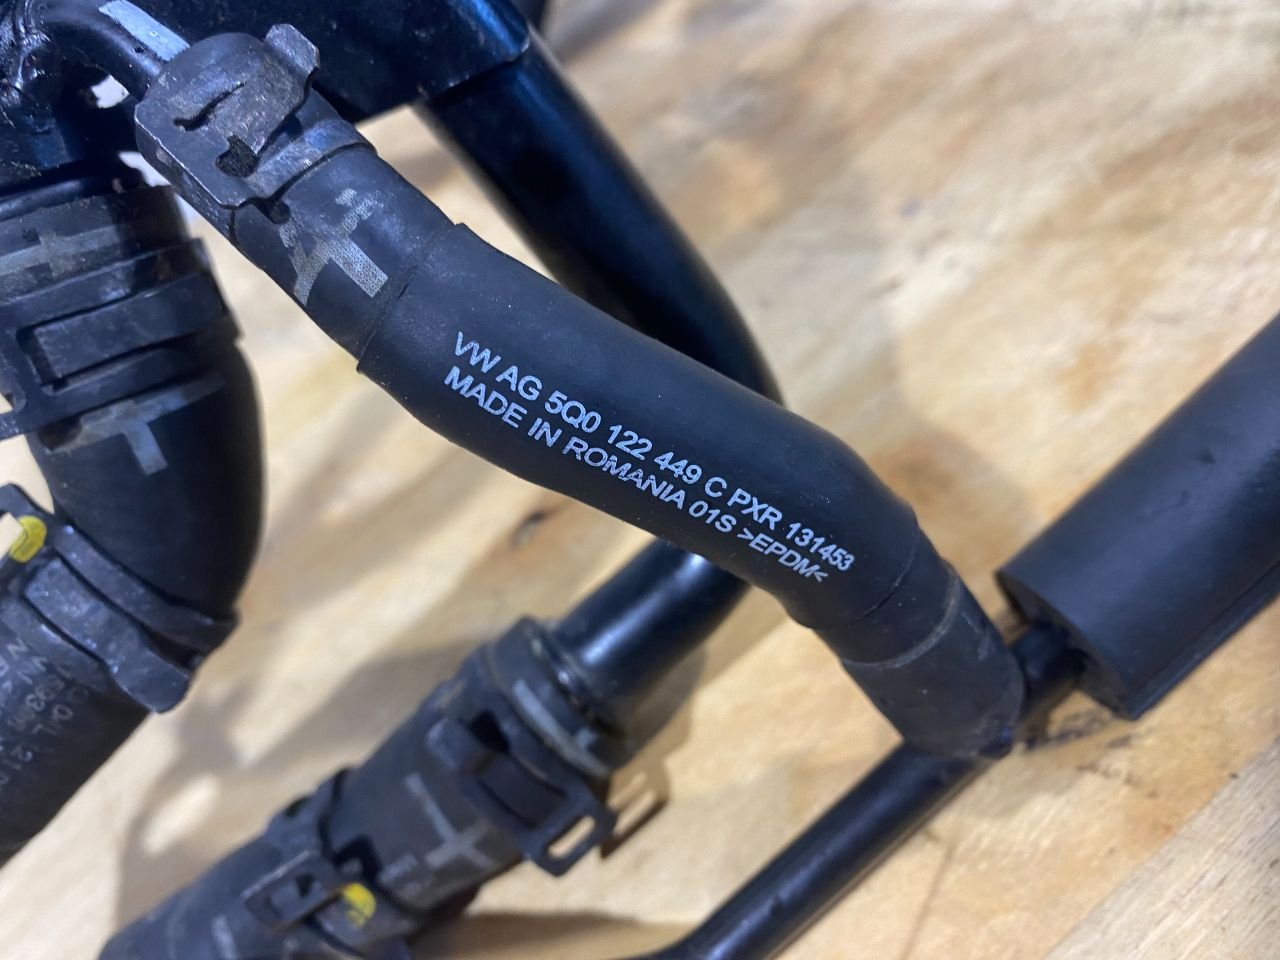 VW AG 5Q0 122 449 C PXR 131453
MADE IN ROMANIA 01S >EPDM<